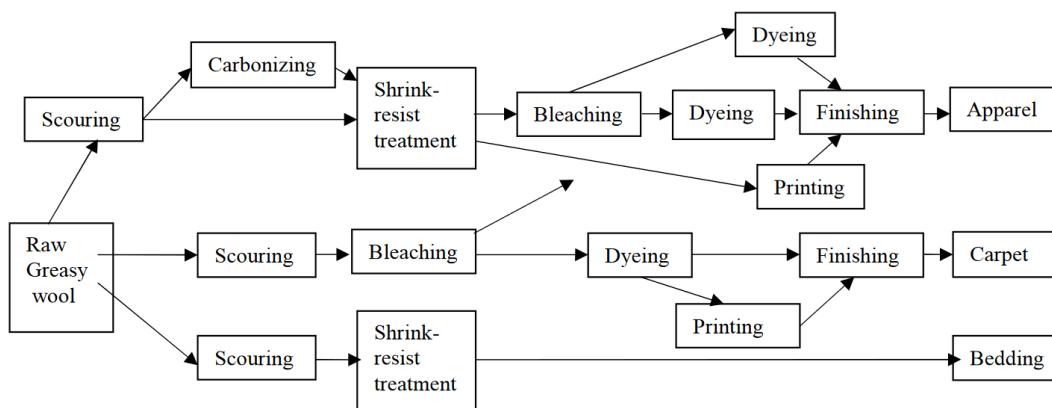 Dyeing
Carbonizing
Shrink-
resist
treatment
Scouring
Bleaching
Dyeing
Finishing
Apparel
Printing
Raw
Greasy
wool
Scouring
Bleaching
Dyeing
Finishing
Carpet
Printing
Scouring
Shrink-
resist
treatment
Bedding